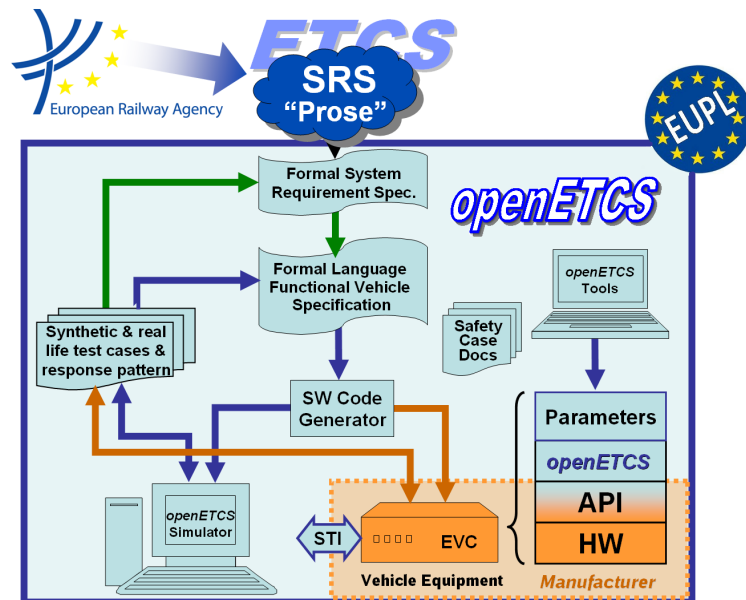 ETCS
SRS
“Prose”
European Railway Agency
EUPL
Formal System
Requirement Spec.
openETCS
Formal Language
Functional Vehicle
Specification
openETCS
Tools
Synthetic & real
life test cases &
response pattern
Safety
Case
Docs
SW Code
Generator
Parameters
openETCS
API
HW
openETCS
Simulator
STI
EVC
Vehicle Equipment
Manufacturer